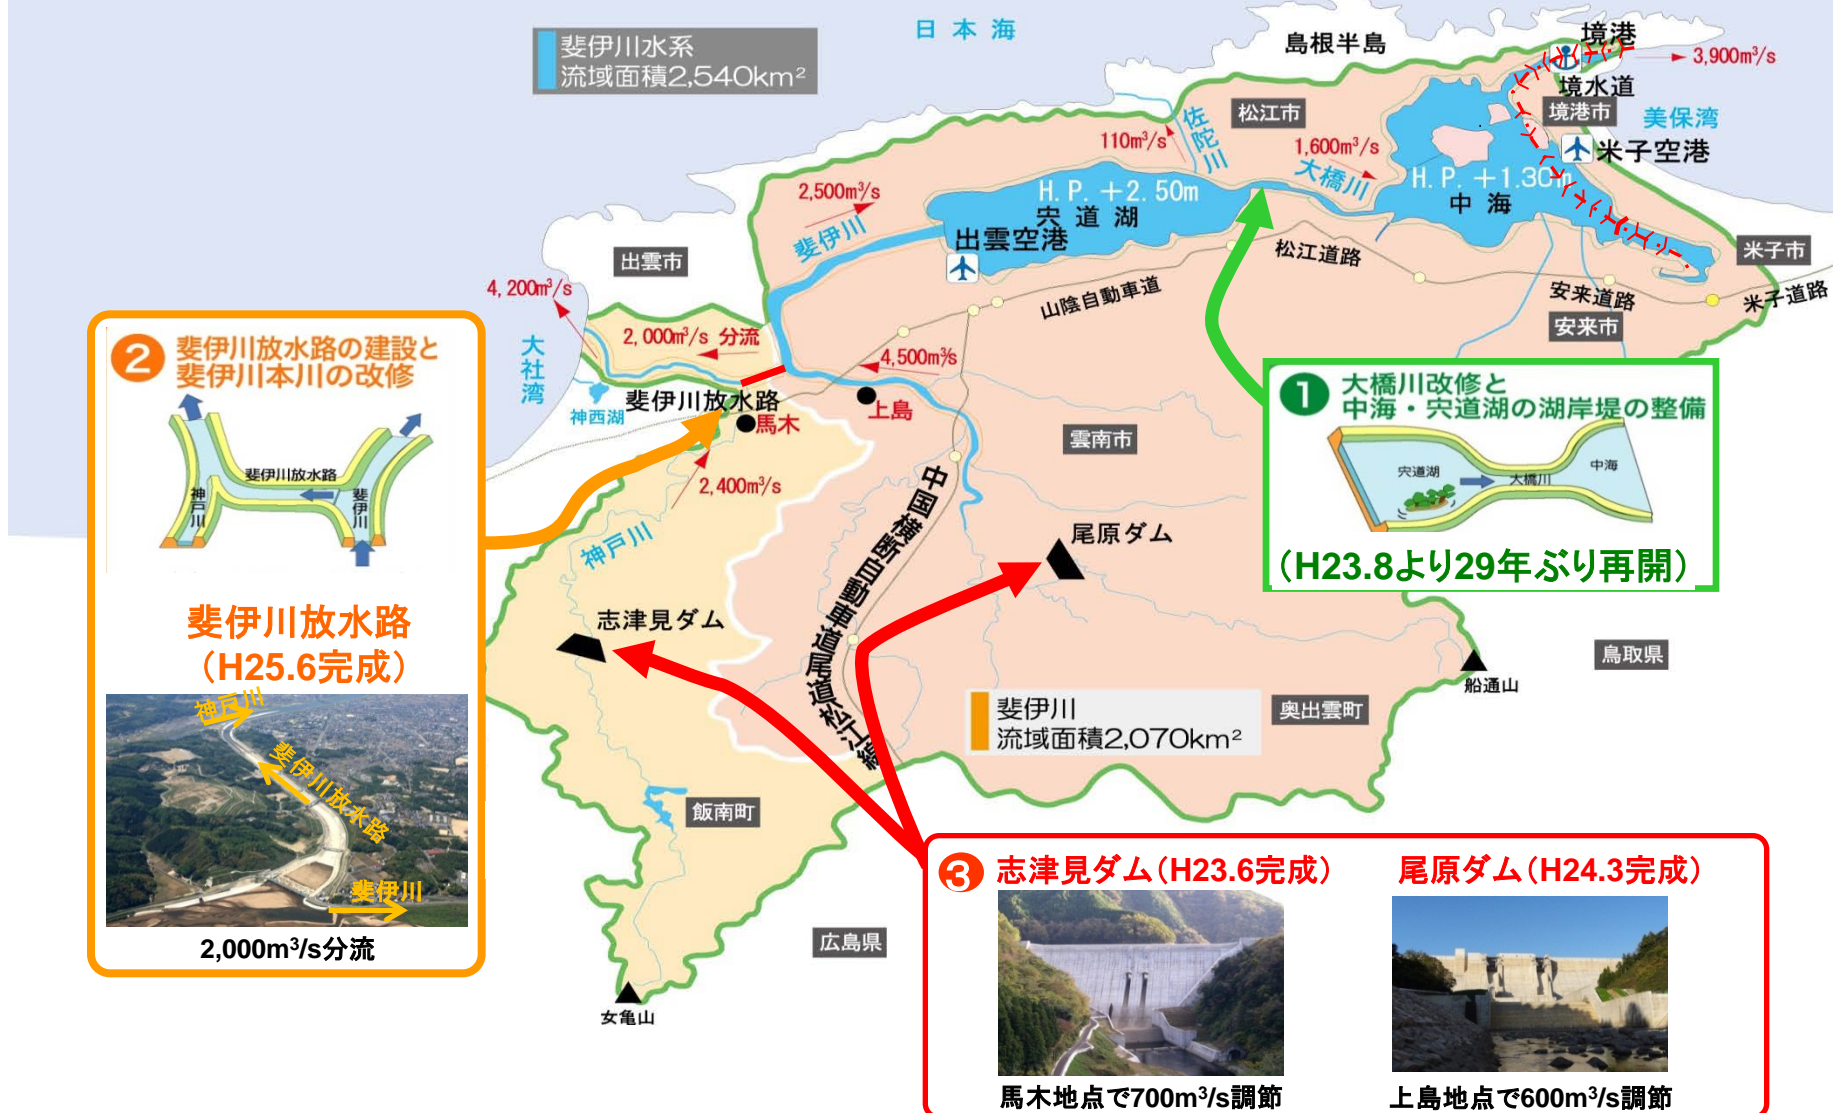 日本海
斐伊川水系
流域面積2,540km²
島根半島
境港
3,900m³/s
境水道
境港市
美保湾
米子空港
松江市
佐陀川
110m³/s
1,600m³/s
大橋川
H.P.+2.50m
宍道湖
H.P.+1.30m
中海
2,500m³/s
斐伊川
出雲空港
出雲市
松江道路
米子市
米子道路
安来道路
安来市
山陰自動車道
4,200m³/s
2,000m³/s 分流
4,500m³/s
大社湾
神西湖
斐伊川放水路
馬木
上島
雲南市
2,400m³/s
神戸川
中国横断自動車道尾道松江線
尾原ダム
志津見ダム
鳥取県
船通山
奥出雲町
斐伊川
流域面積2,070km²
飯南町
広島県
女亀山
① 大橋川改修と
中海・宍道湖の湖岸堤の整備
宍道湖
大橋川
中海
(H23.8より29年ぶり再開)
② 斐伊川放水路の建設と
斐伊川本川の改修
斐伊川放水路
神戸川
斐伊川
斐伊川放水路
(H25.6完成)
神戸川
斐伊川放水路
斐伊川
2,000m³/s分流
③ 志津見ダム(H23.6完成)
尾原ダム(H24.3完成)
馬木地点で700m³/s調節
上島地点で600m³/s調節